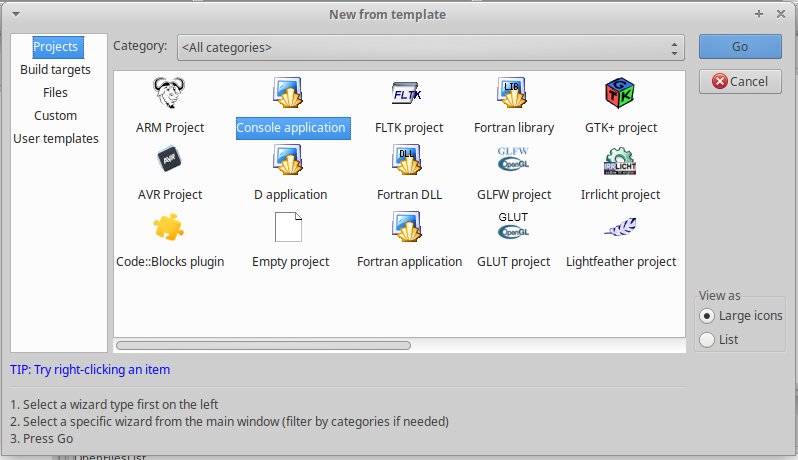 New from template
Projects
Build targets
Files
Custom
User templates
Category: <All categories>
Go
Cancel
ARM Project Console application FLTK project Fortran library GTK+ project
AVR Project D application Fortran DLL GLFW project Irrlicht project
Code::Blocks plugin Empty project Fortran application GLUT project Lightfeather project
FLTK
LIB
GTK
AVR
DLL
GLFW
OpenGL
IRRLICHT
GLUT
OpenGL
View as
Large icons
List
TIP: Try right-clicking an item
1. Select a wizard type first on the left
2. Select a specific wizard from the main window (filter by categories if needed)
3. Press Go
OpenFilesList